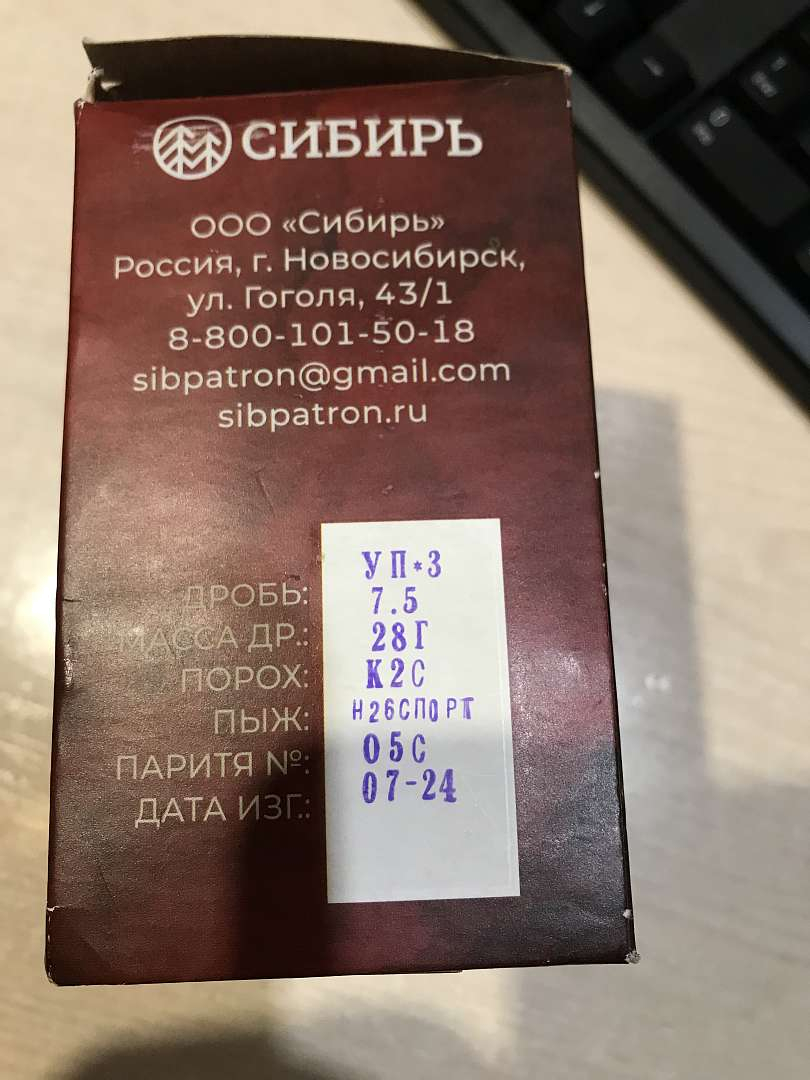 СИБИРЬ
ООО «Сибирь»
Россия, г. Новосибирск,
ул. Гоголя, 43/1
8-800-101-50-18
sibpatron@gmail.com
sibpatron.ru
УП*3
ДРОБЬ: 7.5
МАССА ДР.: 28Г
ПОРОХ: К2С
ПЫЖ: Н26СПОРТ
ПАРИТЯ №: 05С
ДАТА ИЗГ.: 07-24